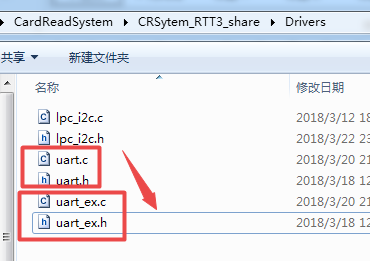 CardReadSystem ▸ CRSytem_RTT3_share ▸ Drivers
共享 新建文件夹
名称 修改日期
lpc_i2c.c 2018/3/12 18
lpc_i2c.h 2018/3/22 23
uart.c 2018/3/20 21
uart.h 2018/3/18 12
uart_ex.c 2018/3/20 21
uart_ex.h 2018/3/18 12